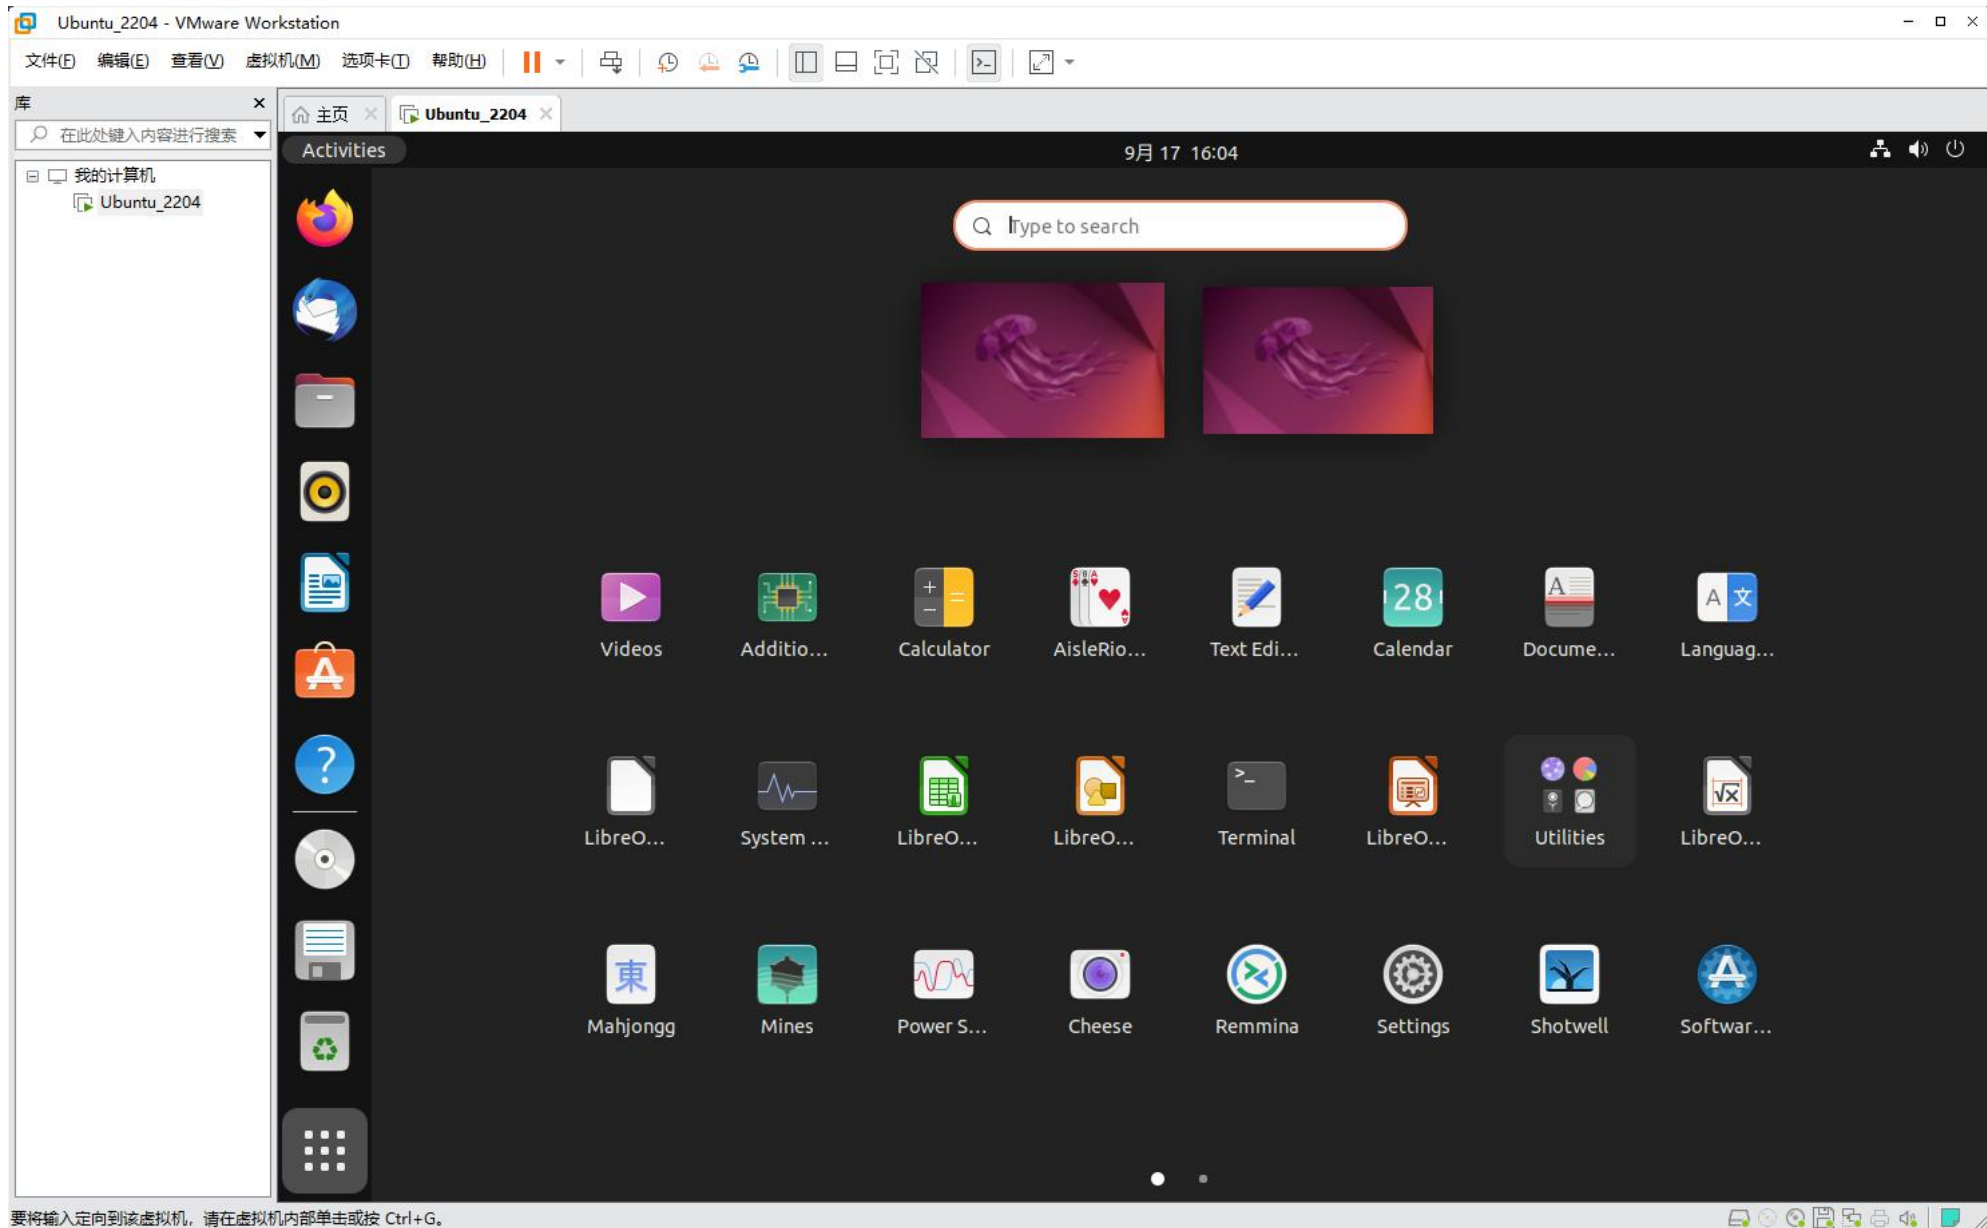 Ubuntu_2204 - VMware Workstation
文件(F) 编辑(E) 查看(V) 虚拟机(M) 选项卡(T) 帮助(H)
库
主页
Ubuntu_2204
在此处键入内容进行搜索
我的计算机
Ubuntu_2204
Activities
9月 17 16:04
Type to search
Videos
Additio...
Calculator
AisleRio...
Text Edi...
Calendar
Docume...
Languag...
LibreO...
System ...
LibreO...
LibreO...
Terminal
LibreO...
Utilities
LibreO...
Mahjongg
Mines
Power S...
Cheese
Remmina
Settings
Shotwell
Softwar...
要将输入定向到该虚拟机，请在虚拟机内部单击或按 Ctrl+G。